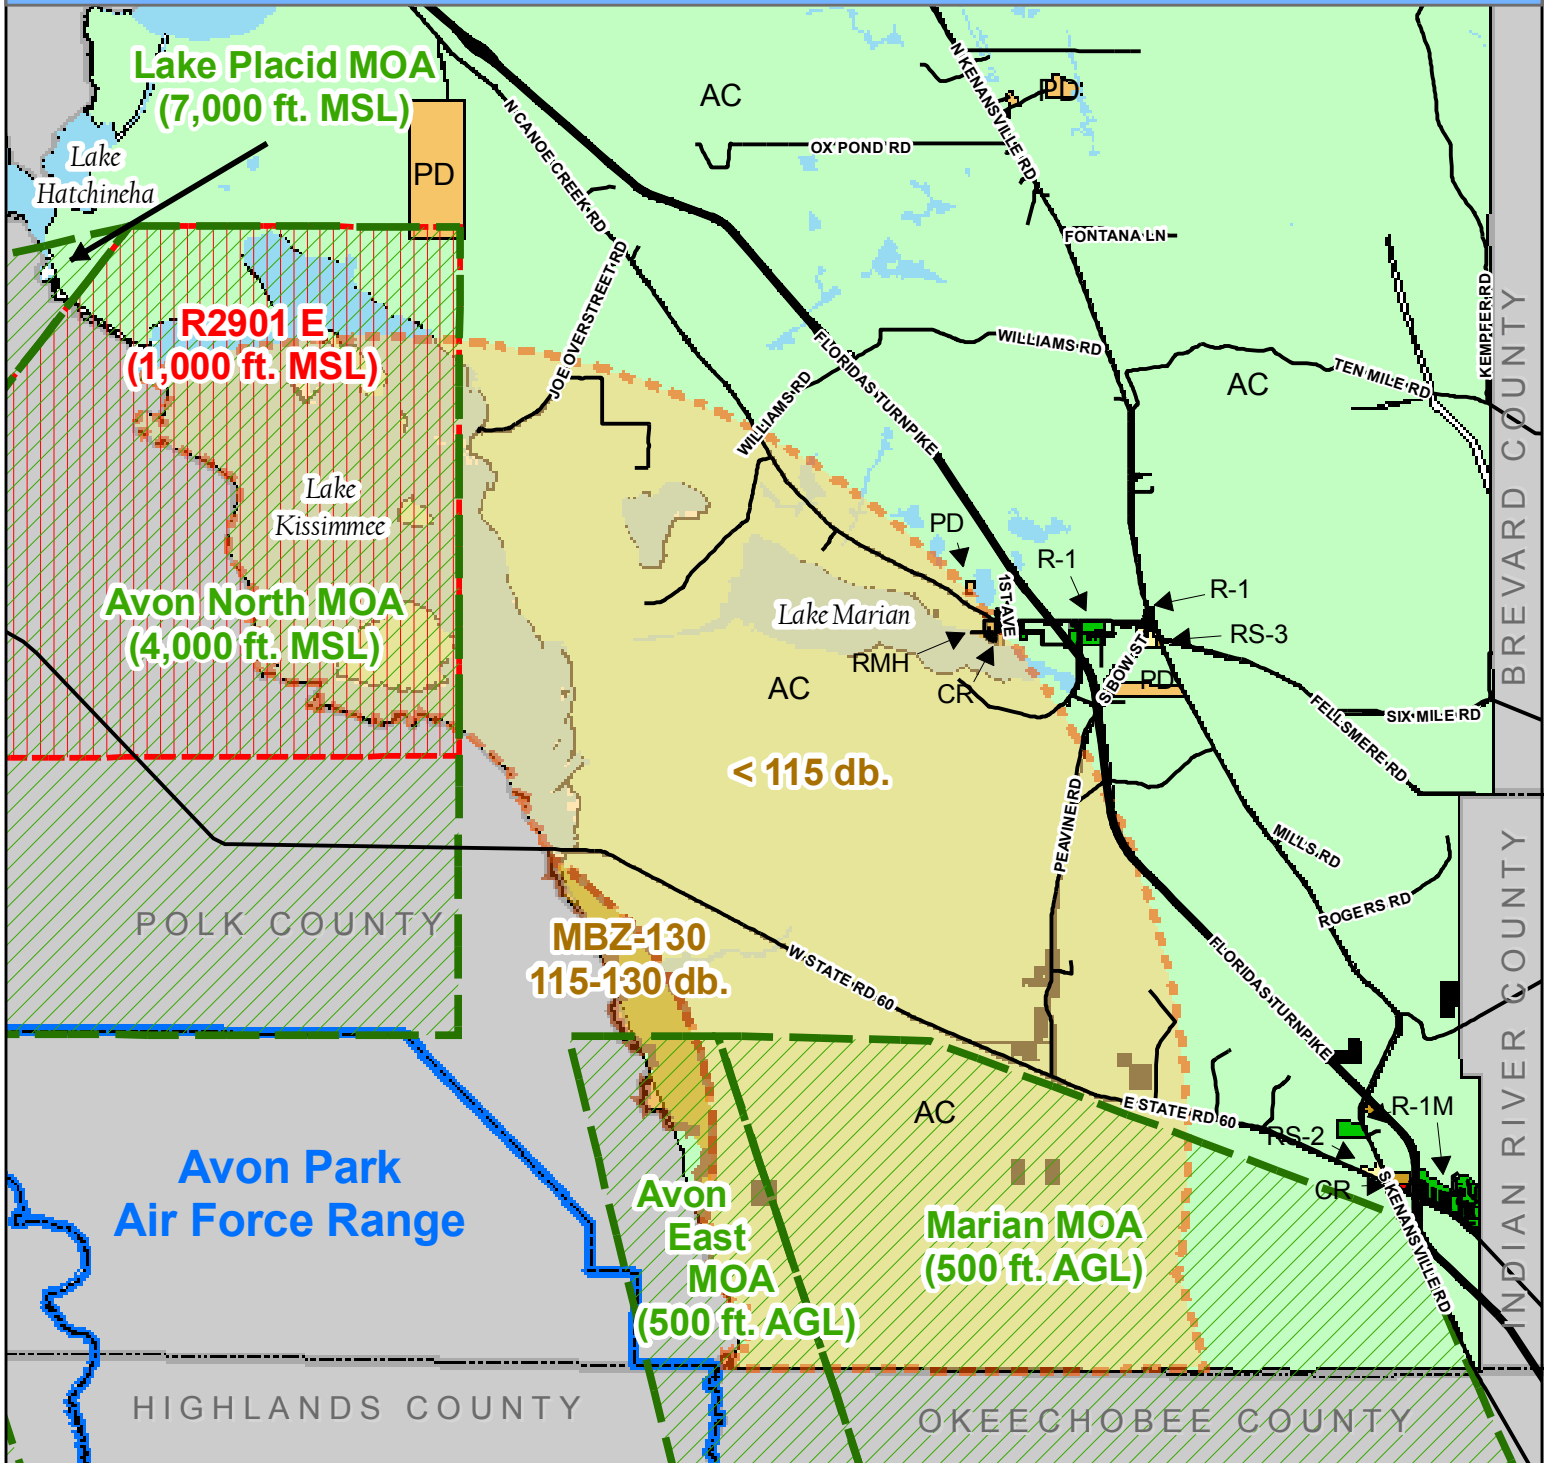 Lake Placid MOA
(7,000 ft. MSL)
AC
PD
N KENANSVILLE RD
N CANOE CREEK RD
OX POND RD
Lake
Hatchineha
PD
FONTANA LN
JOE OVERSTREET RD
KEMPFER RD
BREVARD COUNTY
R2901 E
(1,000 ft. MSL)
FLORIDAS TURNPIKE
WILLIAMS RD
WILLIAMS RD
AC
TEN MILE RD
Lake
Kissimmee
PD
R-1
R-1
1ST AVE
Avon North MOA
(4,000 ft. MSL)
Lake Marian
RS-3
RMH
CR
S BOW ST
PD
AC
FELLSMERE RD
SIX MILE RD
< 115 db.
PEAVINE RD
MILLS RD
ROGERS RD
INDIAN RIVER COUNTY
POLK COUNTY
MBZ-130
115-130 db.
W STATE RD 60
FLORIDAS TURNPIKE
AC
E STATE RD 60
R-1M
RS-2
CR
S KENANSVILLE RD
Avon Park
Air Force Range
Avon
East
MOA
(500 ft. AGL)
Marian MOA
(500 ft. AGL)
HIGHLANDS COUNTY
OKEECHOBEE COUNTY